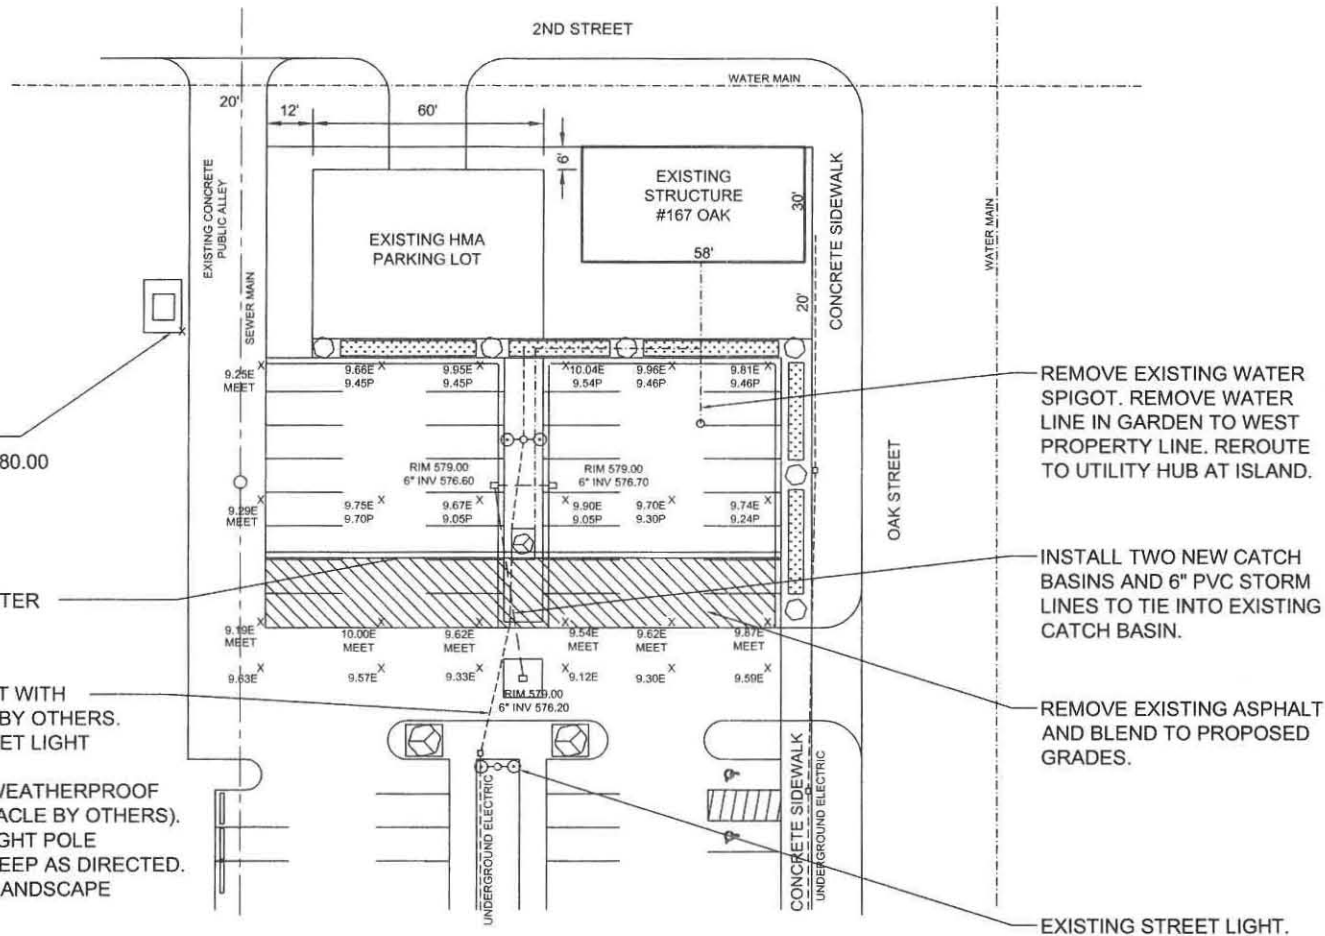 2ND STREET
WATER MAIN
20'
12'
60'
6'
EXISTING CONCRETE
PUBLIC ALLEY
SEWER MAIN
EXISTING HMA
PARKING LOT
EXISTING
STRUCTURE
#167 OAK
30'
58'
20'
CONCRETE SIDEWALK
WATER MAIN
OAK STREET
9.25E
MEET
9.66E
9.45P
9.95E
9.45P
10.04E
9.54P
9.96E
9.46P
9.81E
9.46P
80.00
RIM 579.00
6" INV 576.60
RIM 579.00
6" INV 576.70
9.29E
MEET
9.75E
9.70P
9.67E
9.05P
9.90E
9.05P
9.70E
9.30P
9.74E
9.24P
TER
9.19E
MEET
10.00E
MEET
9.62E
MEET
9.54E
MEET
9.62E
MEET
9.87E
MEET
9.63E
9.57E
9.33E
9.12E
9.30E
9.59E
RIM 579.00
6" INV 576.20
T WITH
BY OTHERS.
ET LIGHT
WEATHERPROOF
ACLE BY OTHERS).
GHT POLE
EEP AS DIRECTED.
ANDSCAPE
UNDERGROUND ELECTRIC
CONCRETE SIDEWALK
UNDERGROUND ELECTRIC
REMOVE EXISTING WATER
SPIGOT. REMOVE WATER
LINE IN GARDEN TO WEST
PROPERTY LINE. REROUTE
TO UTILITY HUB AT ISLAND.
INSTALL TWO NEW CATCH
BASINS AND 6" PVC STORM
LINES TO TIE INTO EXISTING
CATCH BASIN.
REMOVE EXISTING ASPHALT
AND BLEND TO PROPOSED
GRADES.
EXISTING STREET LIGHT.